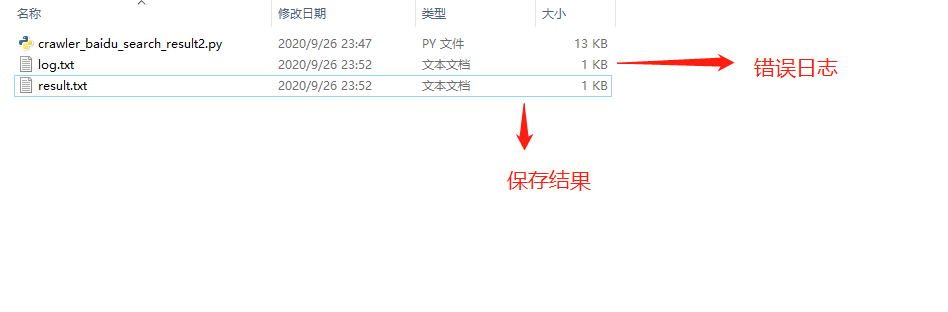 名称 修改日期 类型 大小
crawler_baidu_search_result2.py 2020/9/26 23:47 PY 文件 13 KB
log.txt 2020/9/26 23:52 文本文档 1 KB 错误日志
result.txt 2020/9/26 23:52 文本文档 1 KB
保存结果